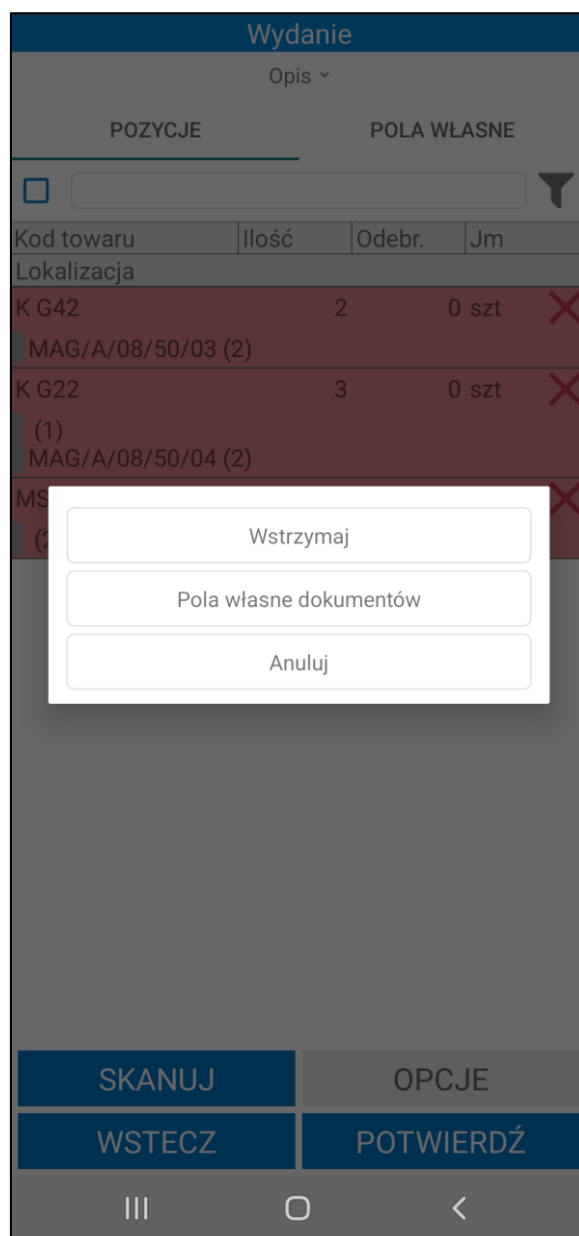 Wydanie
Opis
POZYCJE POLA WŁASNE
Kod towaru Ilość Odebr. Jm
Lokalizacja
K G42 2 0 szt
MAG/A/08/50/03 (2)
K G22 3 0 szt
(1)
MAG/A/08/50/04 (2)
MS
Wstrzymaj
Pola własne dokumentów
Anuluj
SKANUJ OPCJE
WSTECZ POTWIERDŹ